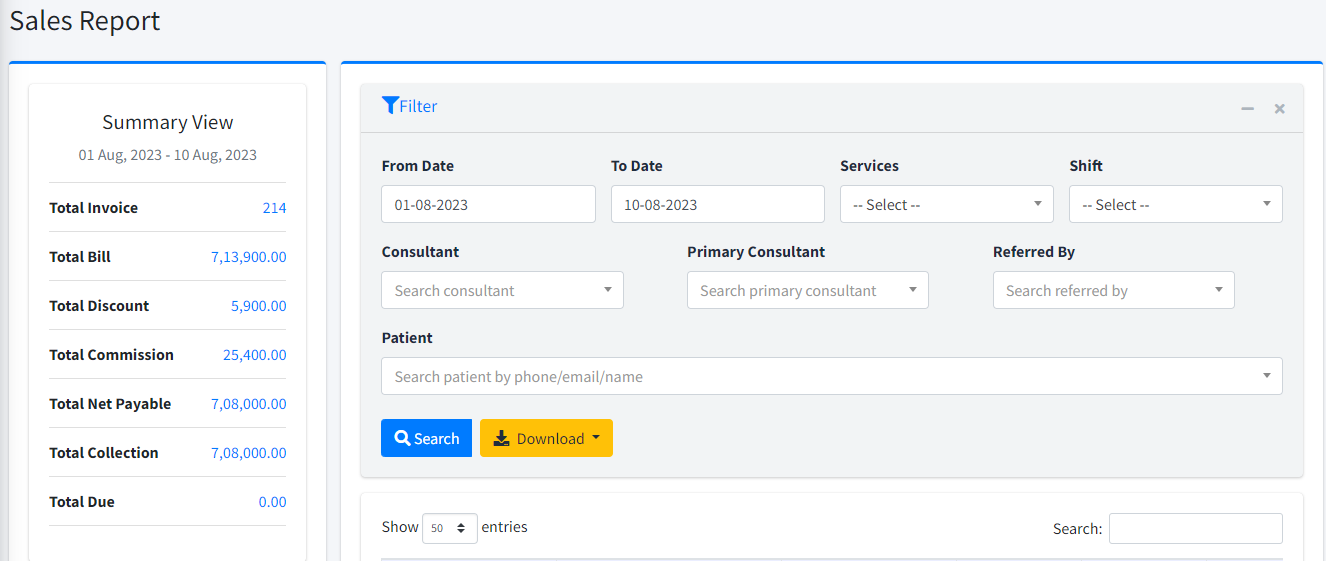 Sales Report
Summary View
01 Aug, 2023 - 10 Aug, 2023
Total Invoice 214
Total Bill 7,13,900.00
Total Discount 5,900.00
Total Commission 25,400.00
Total Net Payable 7,08,000.00
Total Collection 7,08,000.00
Total Due 0.00
Filter
From Date To Date Services Shift
01-08-2023 10-08-2023 -- Select -- -- Select --
Consultant Primary Consultant Referred By
Search consultant Search primary consultant Search referred by
Patient
Search patient by phone/email/name
Search Download
Show 50 entries Search: